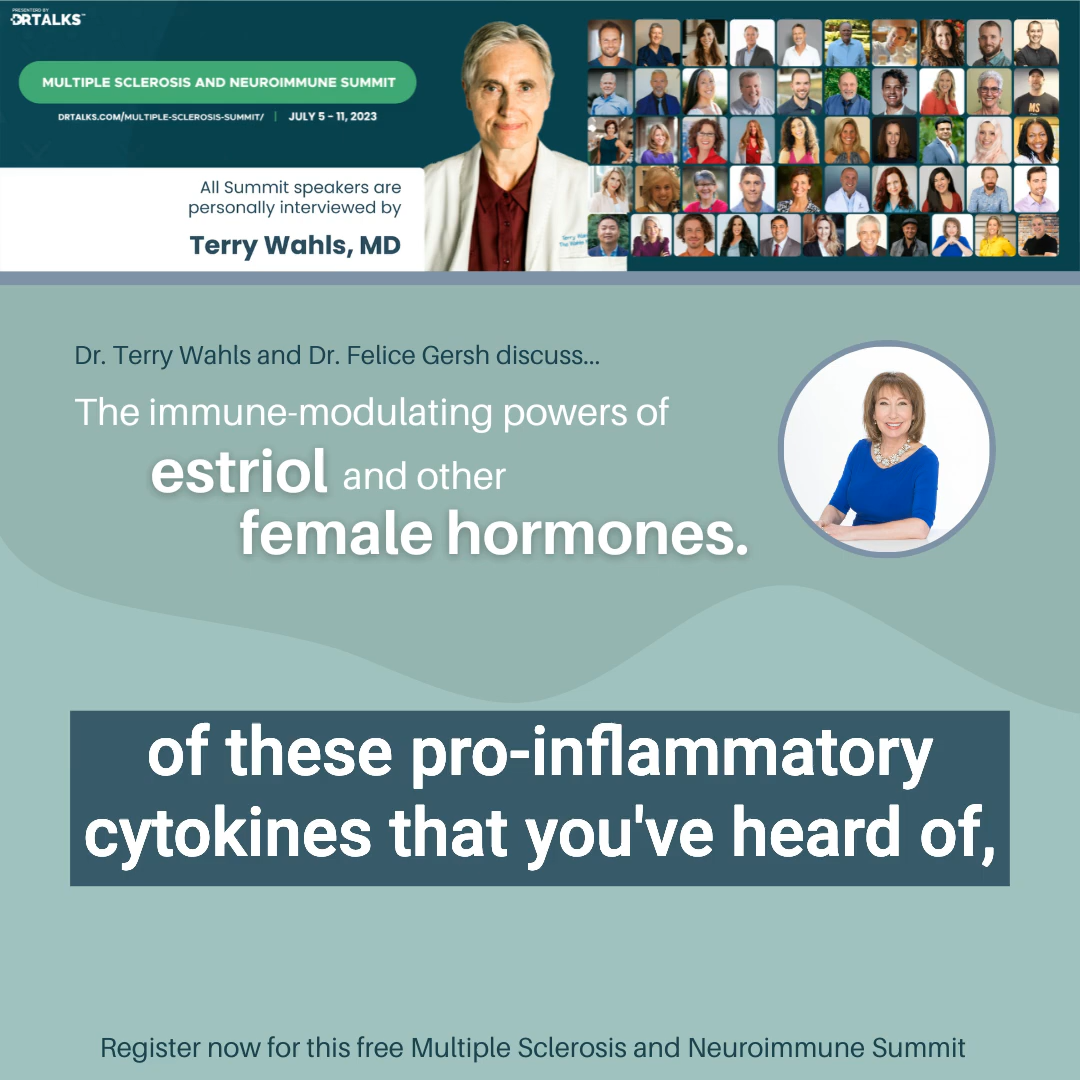 PRESENTED BY
DRTALKS™
MULTIPLE SCLEROSIS AND NEUROIMMUNE SUMMIT
DRTALKS.COM/MULTIPLE-SCLEROSIS-SUMMIT/ | JULY 5 – 11, 2023
All Summit speakers are
personally interviewed by
Terry Wahls, MD
MS
Dr. Terry Wahls and Dr. Felice Gersh discuss...
The immune-modulating powers of
estriol and other
female hormones.
of these pro-inflammatory
cytokines that you've heard of,
Register now for this free Multiple Sclerosis and Neuroimmune Summit